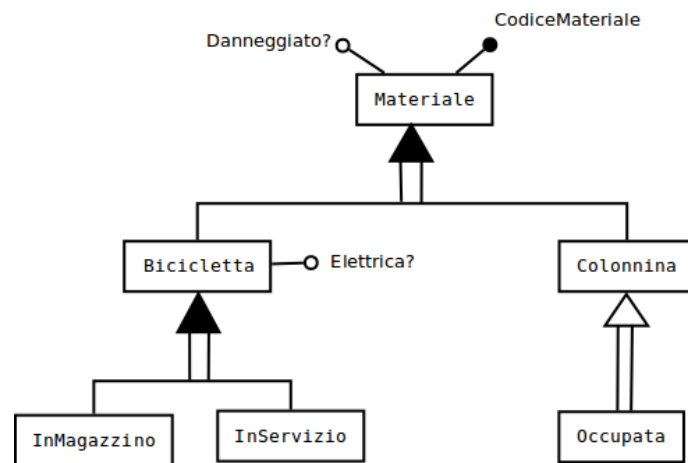 CodiceMateriale
Danneggiato?
Materiale
Bicicletta
Elettrica?
Colonnina
InMagazzino
InServizio
Occupata